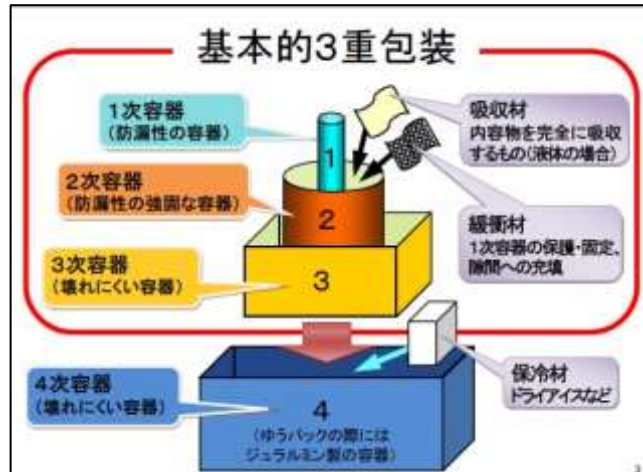 基本的3重包装
1次容器
(防漏性の容器)
吸収材
内容物を完全に吸収
するもの(液体の場合)
1
2次容器
(防漏性の強固な容器)
2
緩衝材
1次容器の保護・固定、
隙間への充填
3次容器
(壊れにくい容器)
3
4次容器
(壊れにくい容器)
保冷材
ドライアイスなど
4
(ゆうパックの際には
ジュラルミン製の容器)